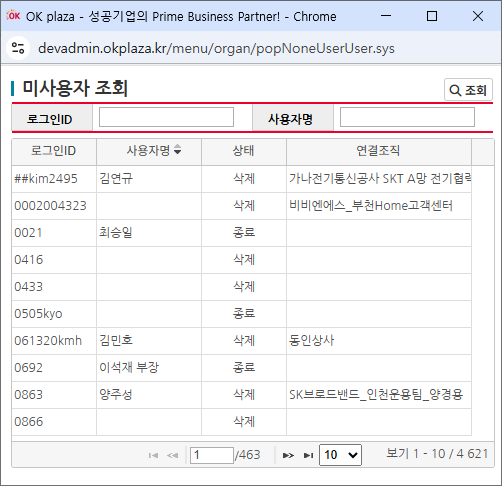 OK plaza - 성공기업의 Prime Business Partner! - Chrome
devadmin.okplaza.kr/menu/organ/popNoneUserUser.sys
미사용자 조회
조회
로그인ID 사용자명
로그인ID 사용자명 상태 연결조직
##kim2495 김연규 삭제 가나전기통신공사 SKT A망 전기협력
0002004323 삭제 비비엔에스_부천Home고객센터
0021 최승일 종료
0416 삭제
0433 삭제
0505kyo 종료
061320kmh 김민호 삭제 동인상사
0692 이석재 부장 종료
0863 양주성 삭제 SK브로드밴드_인천운용팀_양경용
0866 삭제
1 /463 10 보기 1 - 10 / 4 621